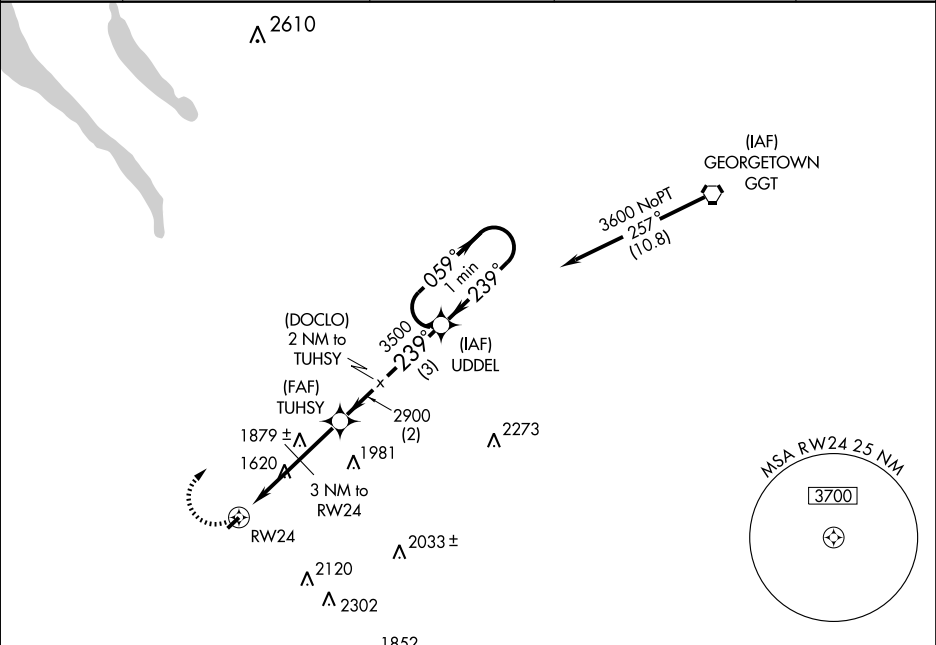 2610
(IAF)
GEORGETOWN
GGT
3600 NoPT
257°
(10.8)
059°
1 min
239°
(DOCLO)
2 NM to
TUHSY
3500
239°
(3)
(IAF)
UDDEL
(FAF)
TUHSY
2900
(2)
1879 ±
1981
2273
1620
3 NM to
RW24
RW24
MSA RW24 25 NM
3700
2033 ±
2120
2302